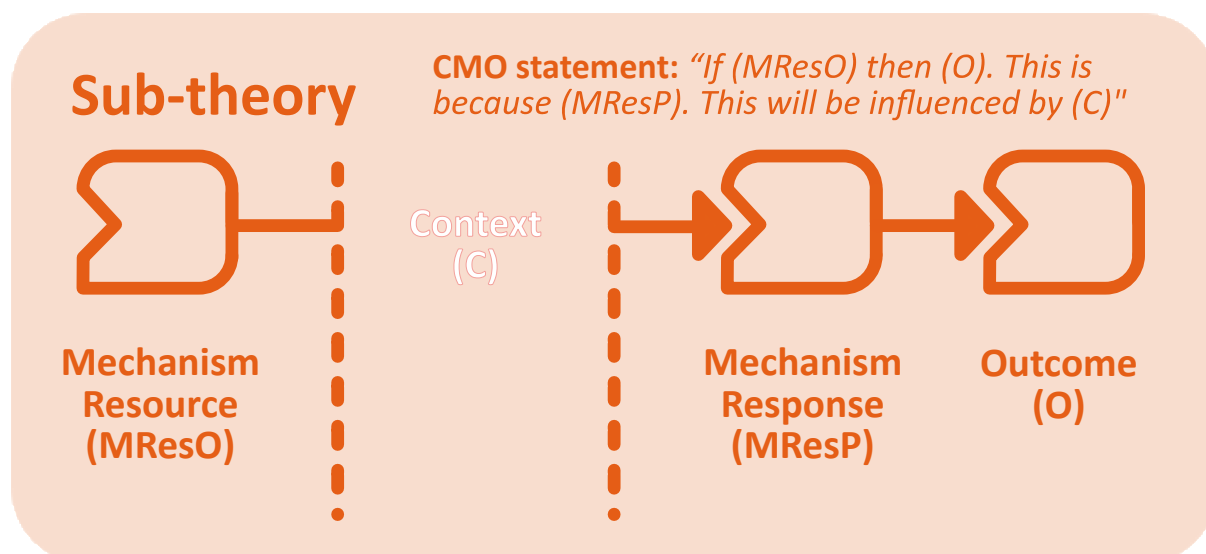 Sub-theory
CMO statement: “If (MResO) then (O). This is
because (MResP). This will be influenced by (C)"
Context
(C)
Mechanism
Resource
(MResO)
Mechanism
Response
(MResP)
Outcome
(O)